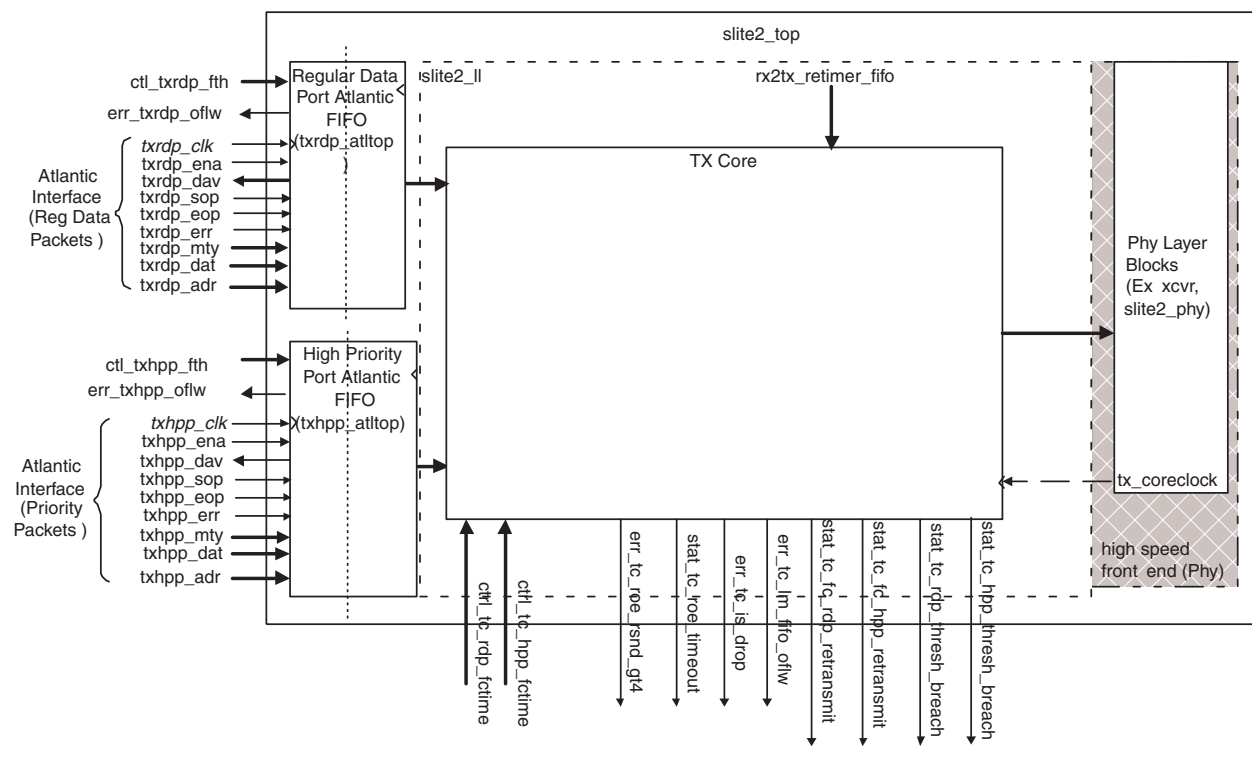 slite2_top
ctl_txrdp_fth
err_txrdp_oflw
Regular Data
Port Atlantic
FIFO
(txrdp_atltop
)
Atlantic
Interface
(Reg Data
Packets )
txrdp_clk
txrdp_ena
txrdp_dav
txrdp_sop
txrdp_eop
txrdp_err
txrdp_mty
txrdp_dat
txrdp_adr
slite2_ll
rx2tx_retimer_fifo
TX Core
ctl_txhpp_fth
err_txhpp_oflw
High Priority
Port Atlantic
FIFO
(txhpp_atltop)
Atlantic
Interface
(Priority
Packets )
txhpp_clk
txhpp_ena
txhpp_dav
txhpp_sop
txhpp_eop
txhpp_err
txhpp_mty
txhpp_dat
txhpp_adr
Phy Layer
Blocks
(Ex xcvr,
slite2_phy)
tx_coreclock
high speed
front end (Phy)
ctrl_tc_rdp_fctime
ctrl_tc_hpp_fctime
err_tc_roe_rsnd_gt4
stat_tc_roe_timeout
err_tc_is_drop
err_tc_lm_fifo_oflw
stat_tc_fc_rdp_retransmit
stat_tc_fd_hpp_retransmit
stat_tc_rdp_thresh_breach
stat_tc_hpp_thresh_breach